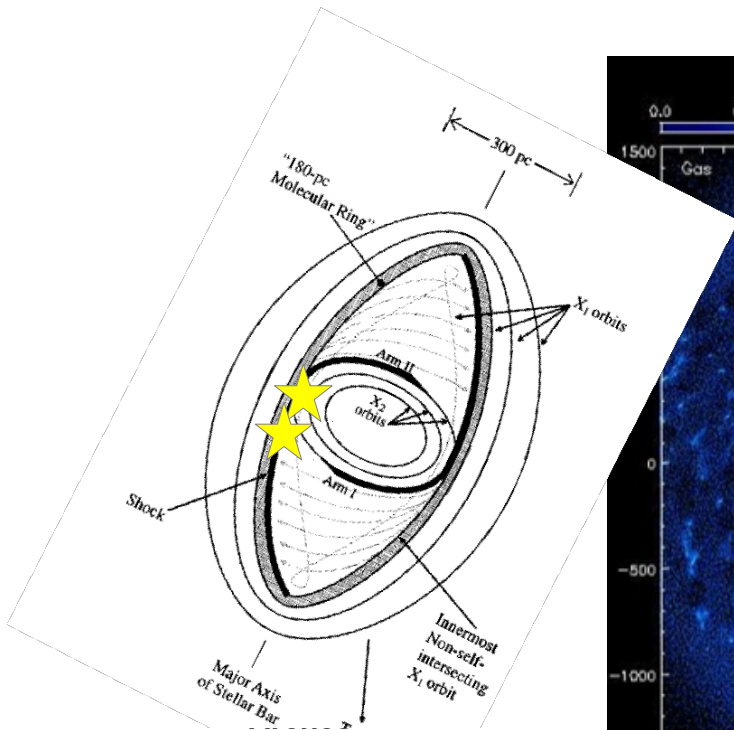 300 pc
"180-pc
Molecular Ring"
X1 orbits
Arm II
X2
orbits
Arm I
Shock
Innermost
Non-self-
intersecting
X1 orbit
Major Axis
of Stellar Bar
0.0
1500
Gas
0
−500
−1000